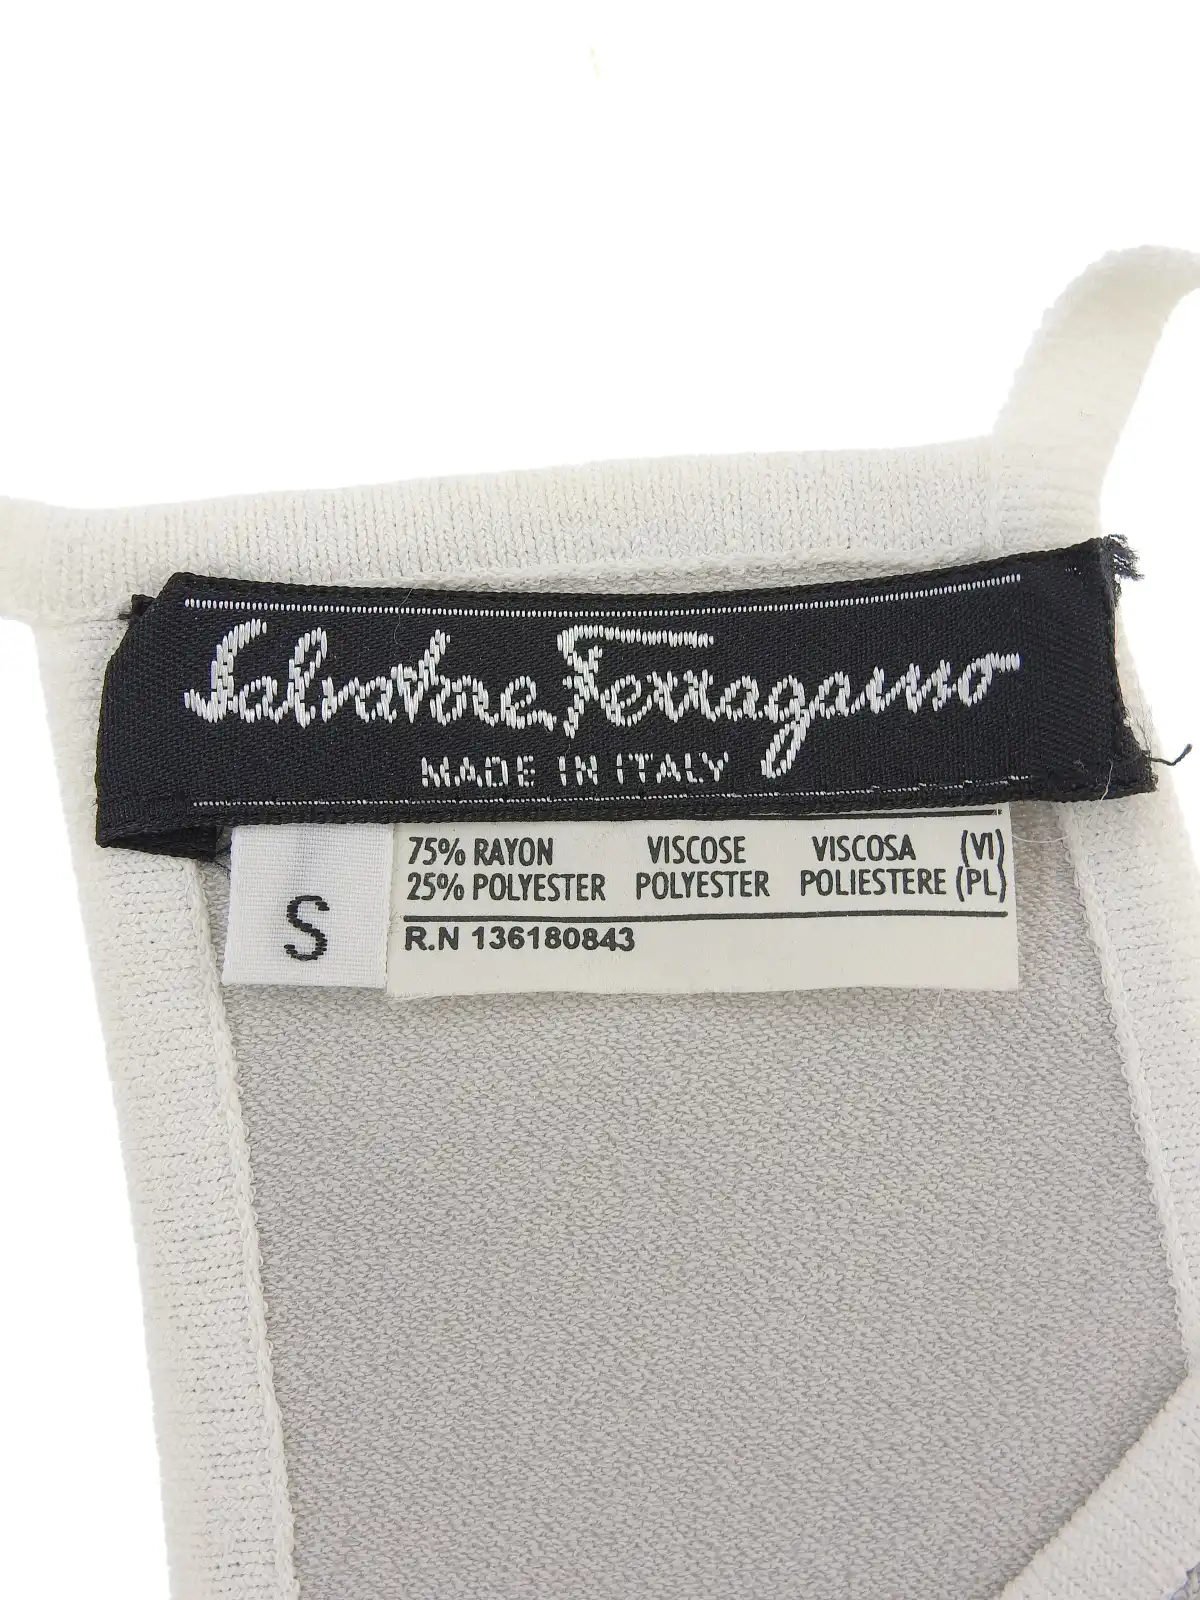 Salvatore Ferragamo
MADE IN ITALY
S
75% RAYON VISCOSE VISCOSA (VI)
25% POLYESTER POLYESTER POLIESTERE (PL)
R.N 136180843